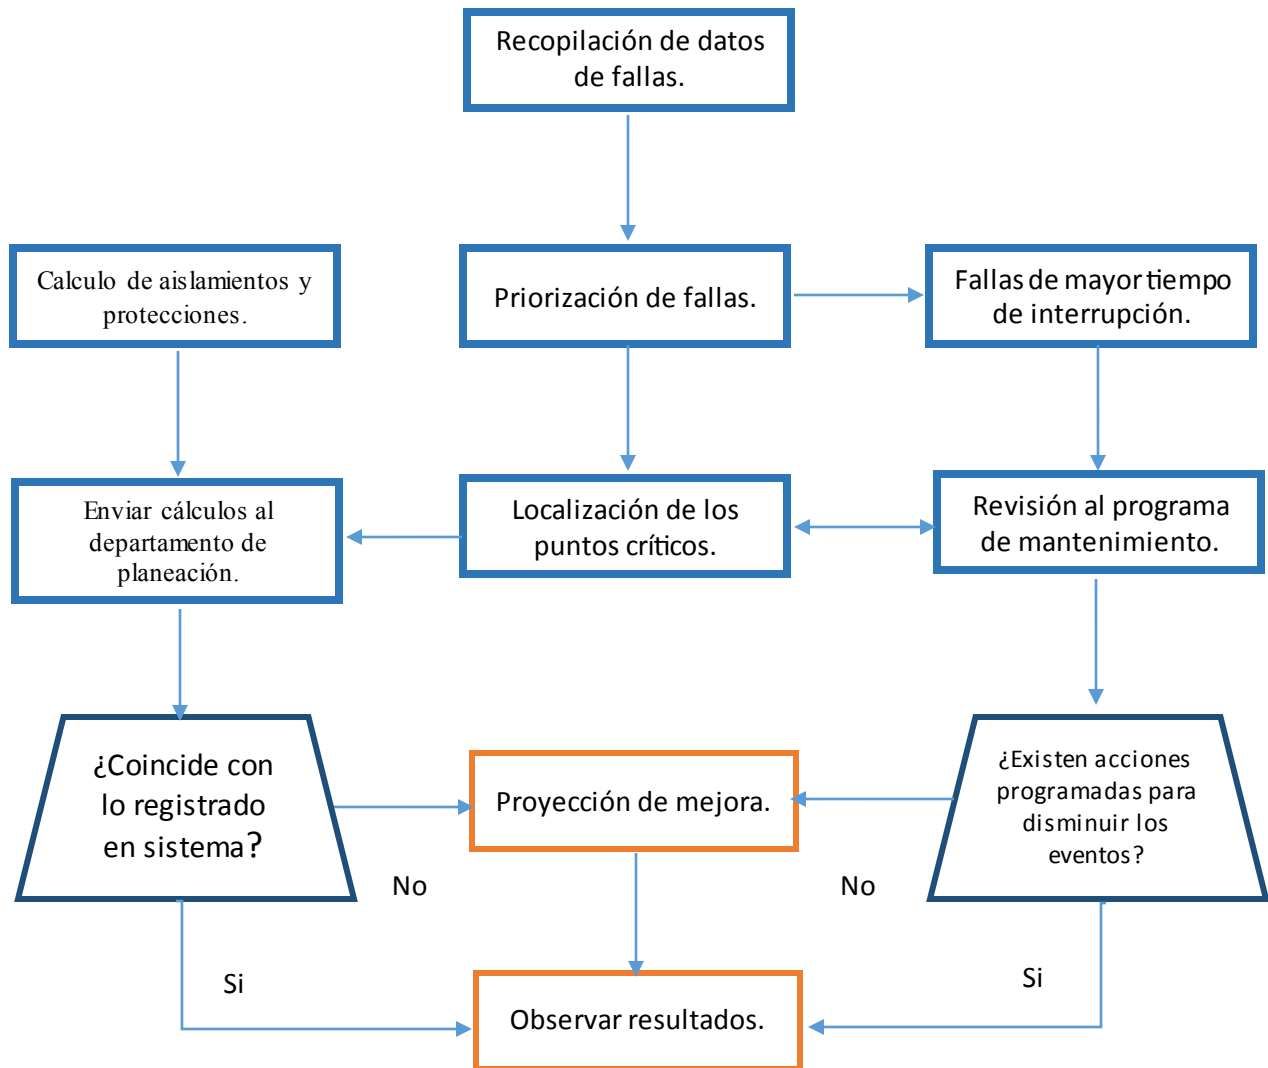 Recopilación de datos
de fallas.
Calculo de aislamientos y
protecciones.
Priorización de fallas.
Fallas de mayor tiempo
de interrupción.
Enviar cálculos al
departamento de
planeación.
Localización de los
puntos críticos.
Revisión al programa
de mantenimiento.
¿Coincide con
lo registrado
en sistema?
Proyección de mejora.
¿Existen acciones
programadas para
disminuir los
eventos?
No
No
Si
Si
Observar resultados.